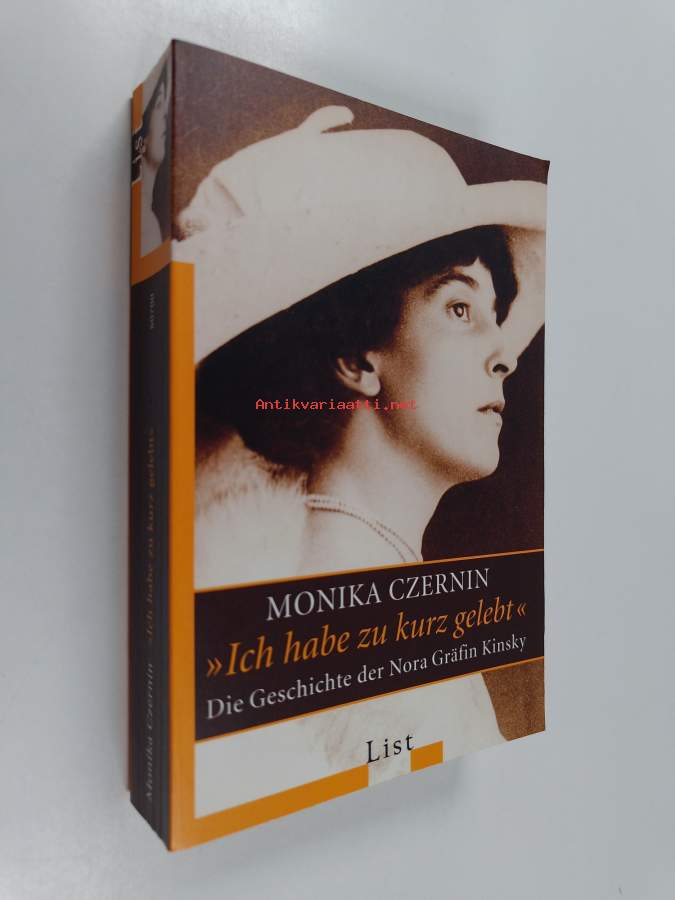 Antikvariaatti.net
MONIKA CZERNIN
»Ich habe zu kurz gelebt«
Die Geschichte der Nora Gräfin Kinsky
List
Monika Czernin »Ich habe zu kurz gelebt«